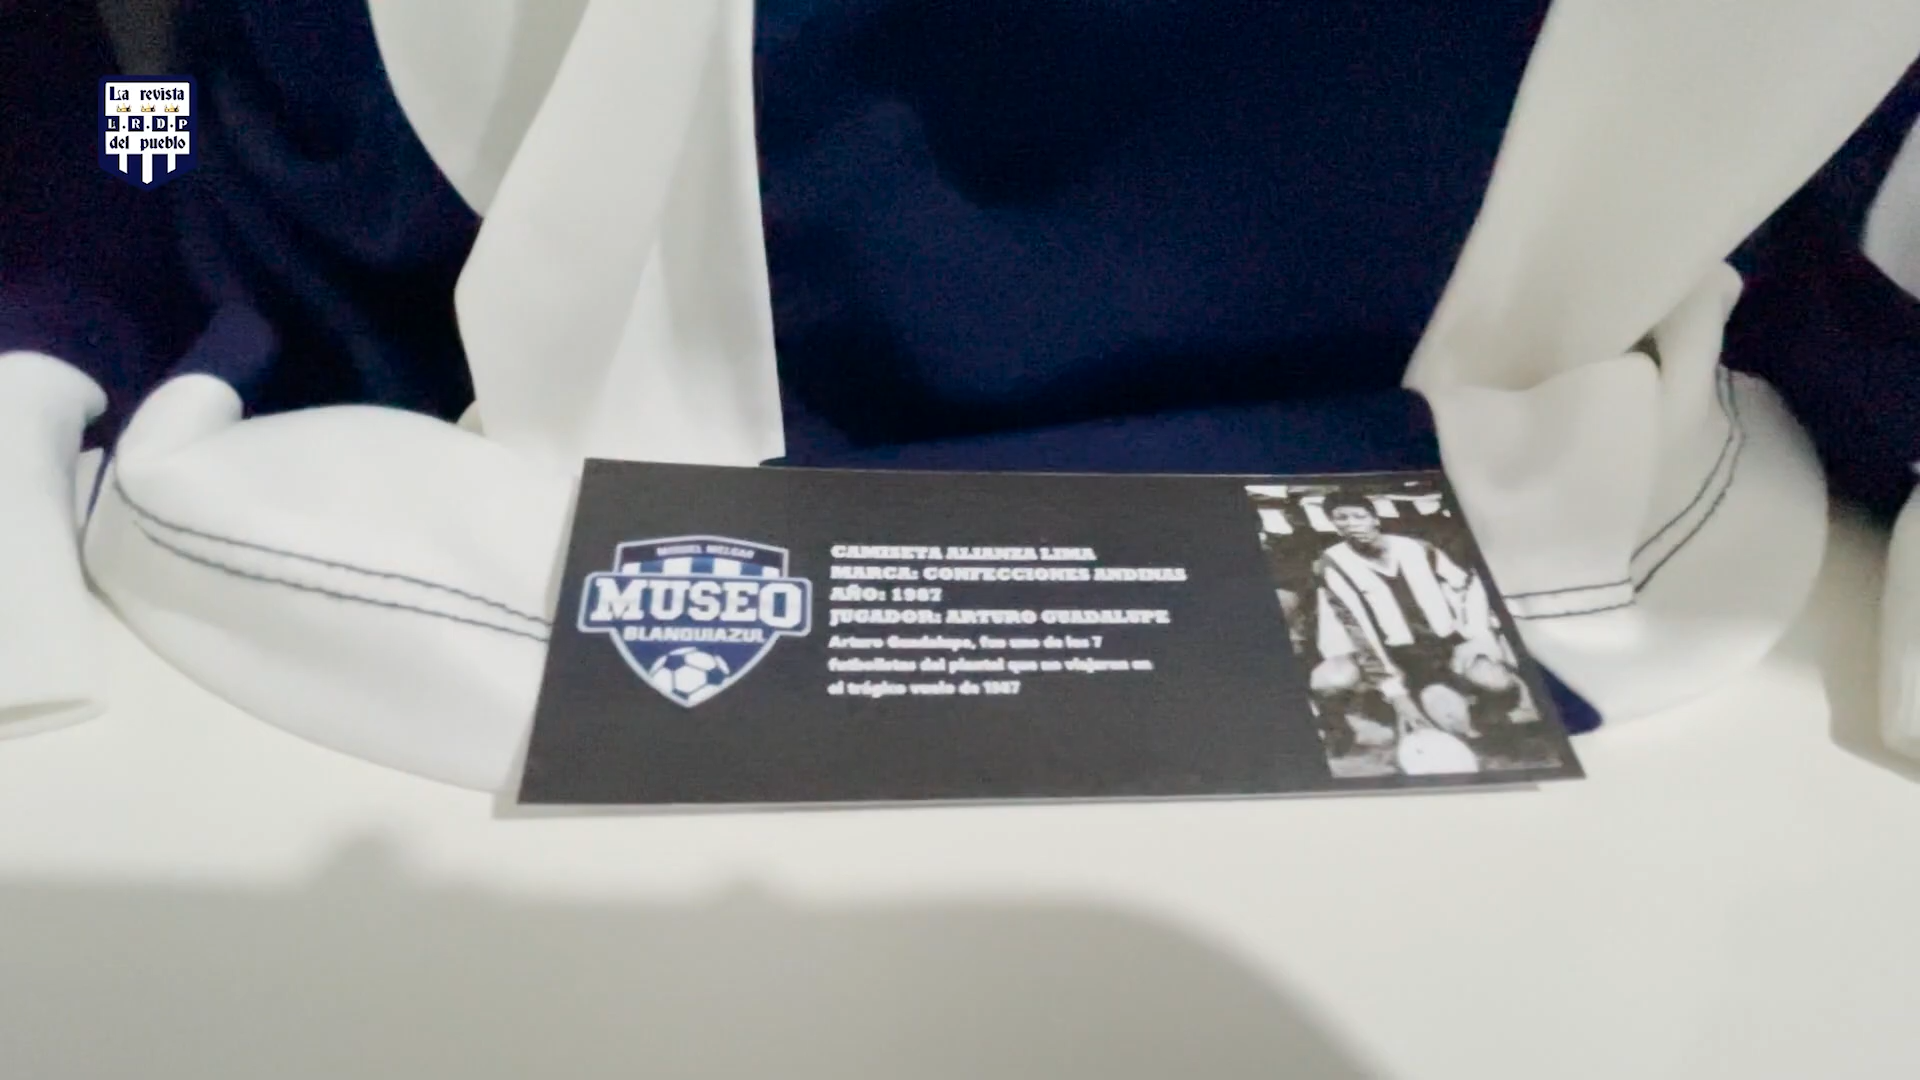 La revista
L.R.D.P
del pueblo
MIGUEL MELGAR
MUSEO
BLANQUIAZUL
CAMISETA ALIANZA LIMA
MARCA: CONFECCIONES ANDINAS
AÑO: 1987
JUGADOR: ARTURO GUADALUPE
Arturo Guadalupe, fue uno de los 7
futbolistas del plantel que no viajaron en
el trágico vuelo de 1987